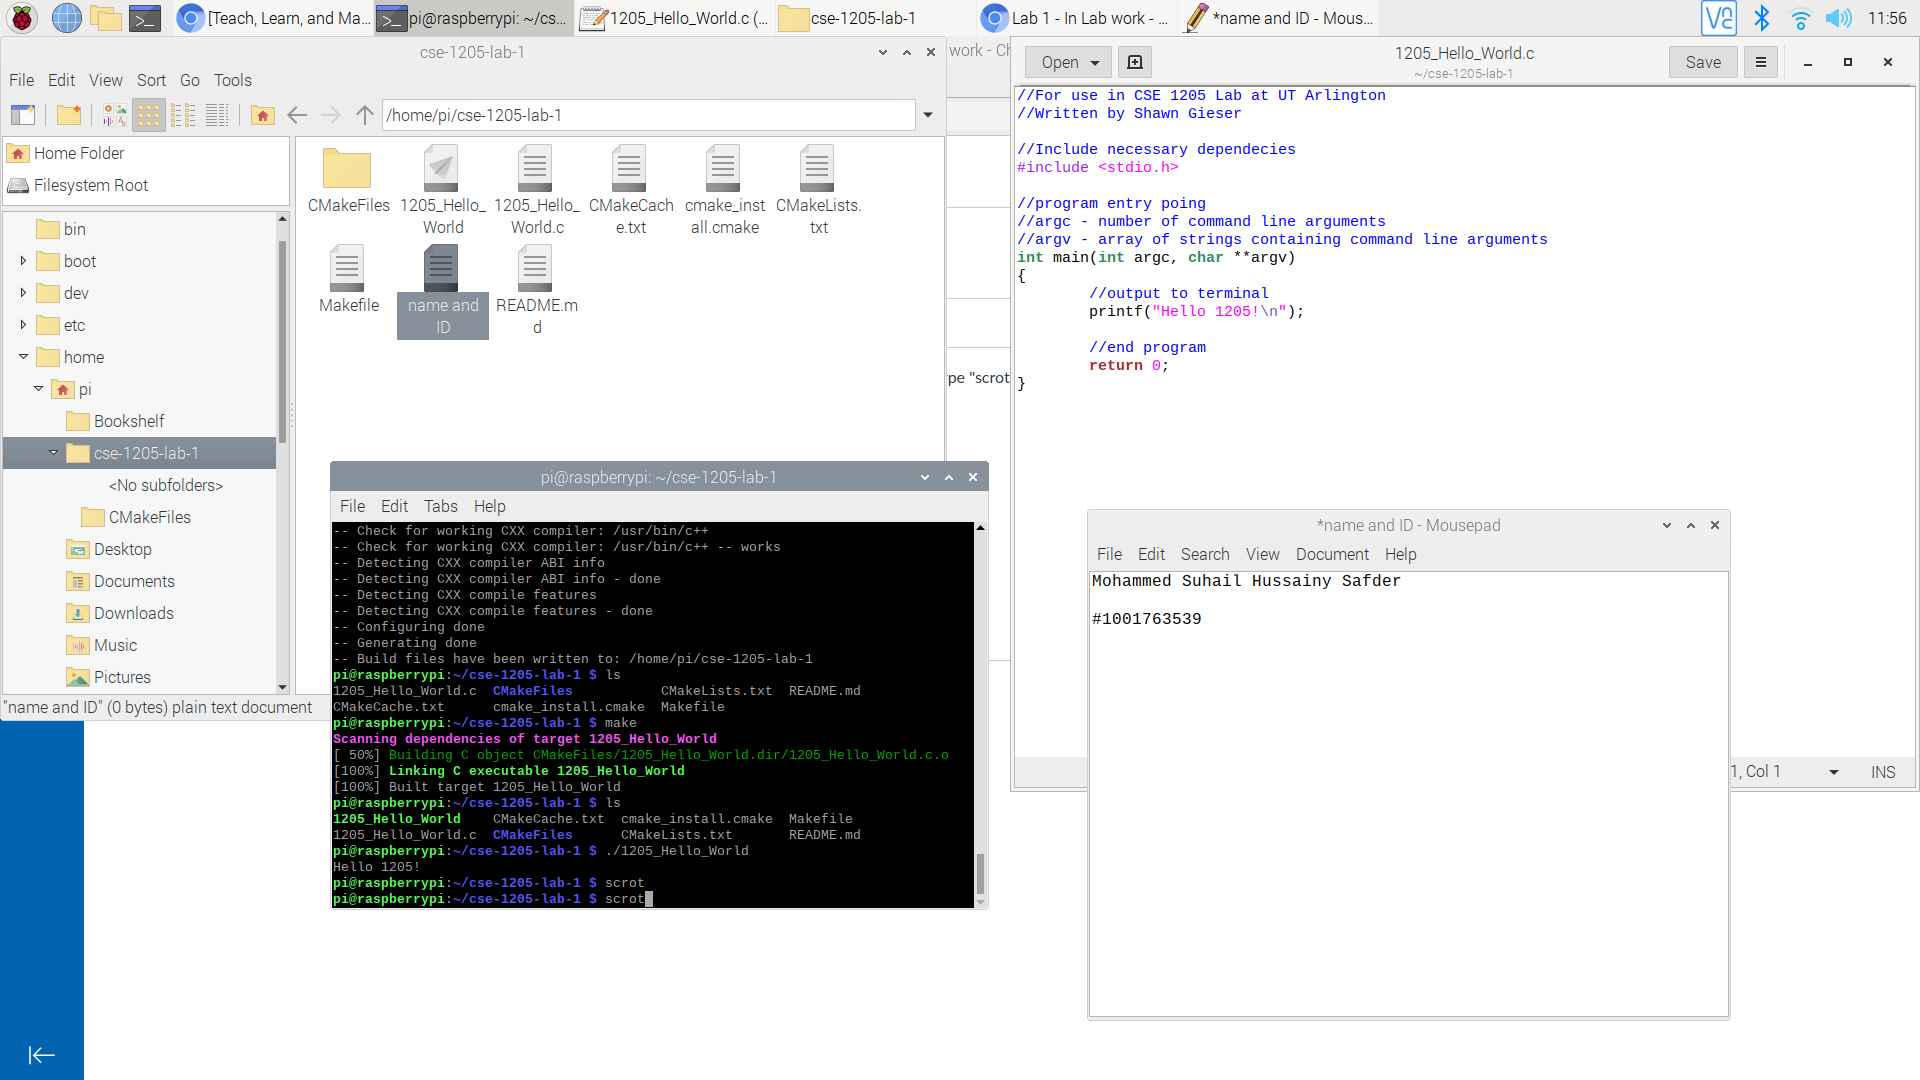 [Teach, Learn, and Ma...
pi@raspberrypi: ~/cs...
1205_Hello_World.c (...
cse-1205-lab-1
Lab 1 - In Lab work - ...
*name and ID - Mous...
11:56
cse-1205-lab-1
File Edit View Sort Go Tools
/home/pi/cse-1205-lab-1
Home Folder
Filesystem Root
bin
boot
dev
etc
home
pi
Bookshelf
cse-1205-lab-1
<No subfolders>
CMakeFiles
Desktop
Documents
Downloads
Music
Pictures
CMakeFiles
1205_Hello_
World
1205_Hello_
World.c
CMakeCach
e.txt
cmake_inst
all.cmake
CMakeLists.
txt
Makefile
name and
ID
README.m
d
"name and ID" (0 bytes) plain text document
work - Ch
pe "scrot
pi@raspberrypi: ~/cse-1205-lab-1
File Edit Tabs Help
-- Check for working CXX compiler: /usr/bin/c++
-- Check for working CXX compiler: /usr/bin/c++ -- works
-- Detecting CXX compiler ABI info
-- Detecting CXX compiler ABI info - done
-- Detecting CXX compile features
-- Detecting CXX compile features - done
-- Configuring done
-- Generating done
-- Build files have been written to: /home/pi/cse-1205-lab-1
pi@raspberrypi:~/cse-1205-lab-1 $ ls
1205_Hello_World.c  CMakeFiles           CMakeLists.txt  README.md
CMakeCache.txt      cmake_install.cmake  Makefile
pi@raspberrypi:~/cse-1205-lab-1 $ make
Scanning dependencies of target 1205_Hello_World
[ 50%] Building C object CMakeFiles/1205_Hello_World.dir/1205_Hello_World.c.o
[100%] Linking C executable 1205_Hello_World
[100%] Built target 1205_Hello_World
pi@raspberrypi:~/cse-1205-lab-1 $ ls
1205_Hello_World    CMakeCache.txt  cmake_install.cmake  Makefile
1205_Hello_World.c  CMakeFiles      CMakeLists.txt       README.md
pi@raspberrypi:~/cse-1205-lab-1 $ ./1205_Hello_World
Hello 1205!
pi@raspberrypi:~/cse-1205-lab-1 $ scrot
pi@raspberrypi:~/cse-1205-lab-1 $ scrot
Open
1205_Hello_World.c
~/cse-1205-lab-1
Save
//For use in CSE 1205 Lab at UT Arlington
//Written by Shawn Gieser
//Include necessary dependecies
#include <stdio.h>
//program entry poing
//argc - number of command line arguments
//argv - array of strings containing command line arguments
int main(int argc, char **argv)
{
//output to terminal
printf("Hello 1205!\n");
//end program
return 0;
}
1, Col 1
INS
*name and ID - Mousepad
File Edit Search View Document Help
Mohammed Suhail Hussainy Safder
#1001763539